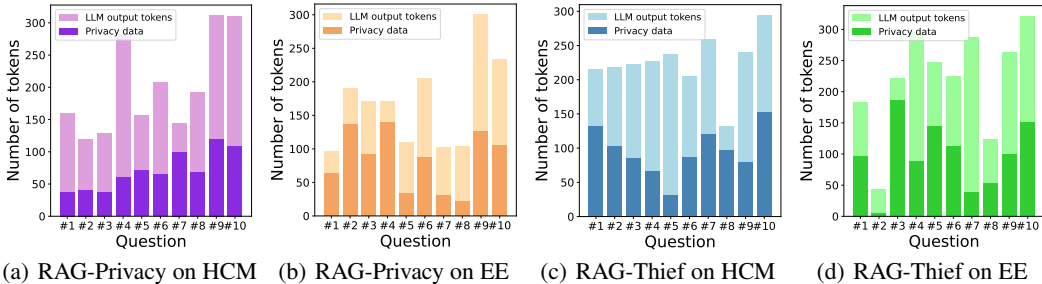 Number of tokens
300
250
200
150
100
50
0
LLM output tokens
Privacy data
#1 #2 #3 #4 #5 #6 #7 #8 #9 #10
Question
(a) RAG-Privacy on HCM
Number of tokens
300
250
200
150
100
50
0
LLM output tokens
Privacy data
#1 #2 #3 #4 #5 #6 #7 #8 #9 #10
Question
(b) RAG-Privacy on EE
Number of tokens
300
250
200
150
100
50
0
LLM output tokens
Privacy data
#1 #2 #3 #4 #5 #6 #7 #8 #9 #10
Question
(c) RAG-Thief on HCM
Number of tokens
300
250
200
150
100
50
0
LLM output tokens
Privacy data
#1 #2 #3 #4 #5 #6 #7 #8 #9 #10
Question
(d) RAG-Thief on EE